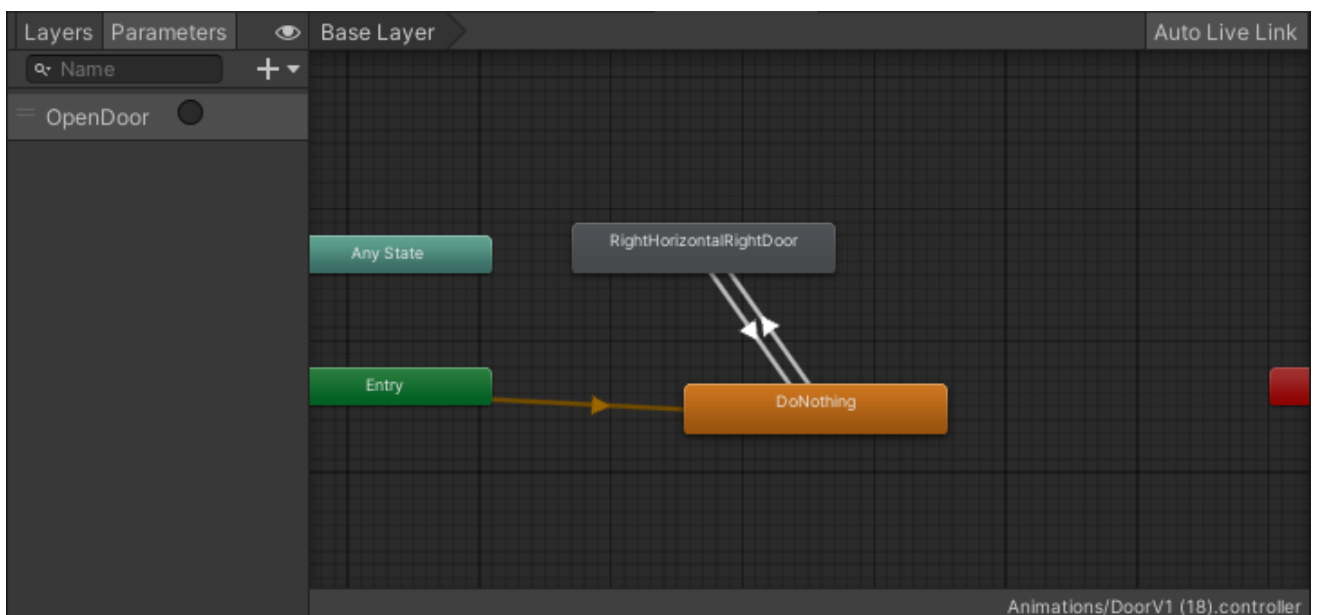 Layers Parameters Base Layer Auto Live Link
Name
OpenDoor
RightHorizontalRightDoor
Any State
Entry
DoNothing
Animations/DoorV1 (18).controller